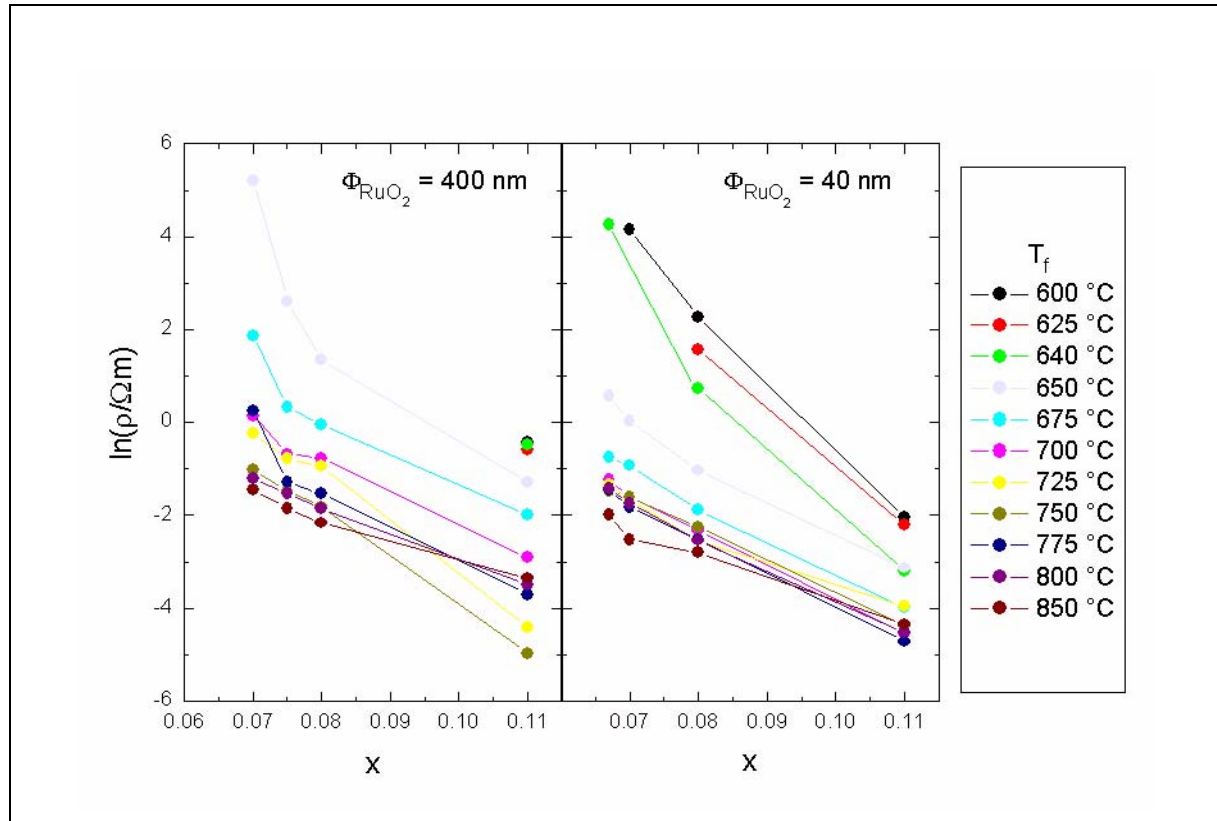 Φ_RuO₂ = 400 nm
Φ_RuO₂ = 40 nm
ln(ρ/Ωm)
6
4
2
0
-2
-4
-6
0.06 0.07 0.08 0.09 0.10 0.11
0.07 0.08 0.09 0.10 0.11
x
x
T_f
600 °C
625 °C
640 °C
650 °C
675 °C
700 °C
725 °C
750 °C
775 °C
800 °C
850 °C